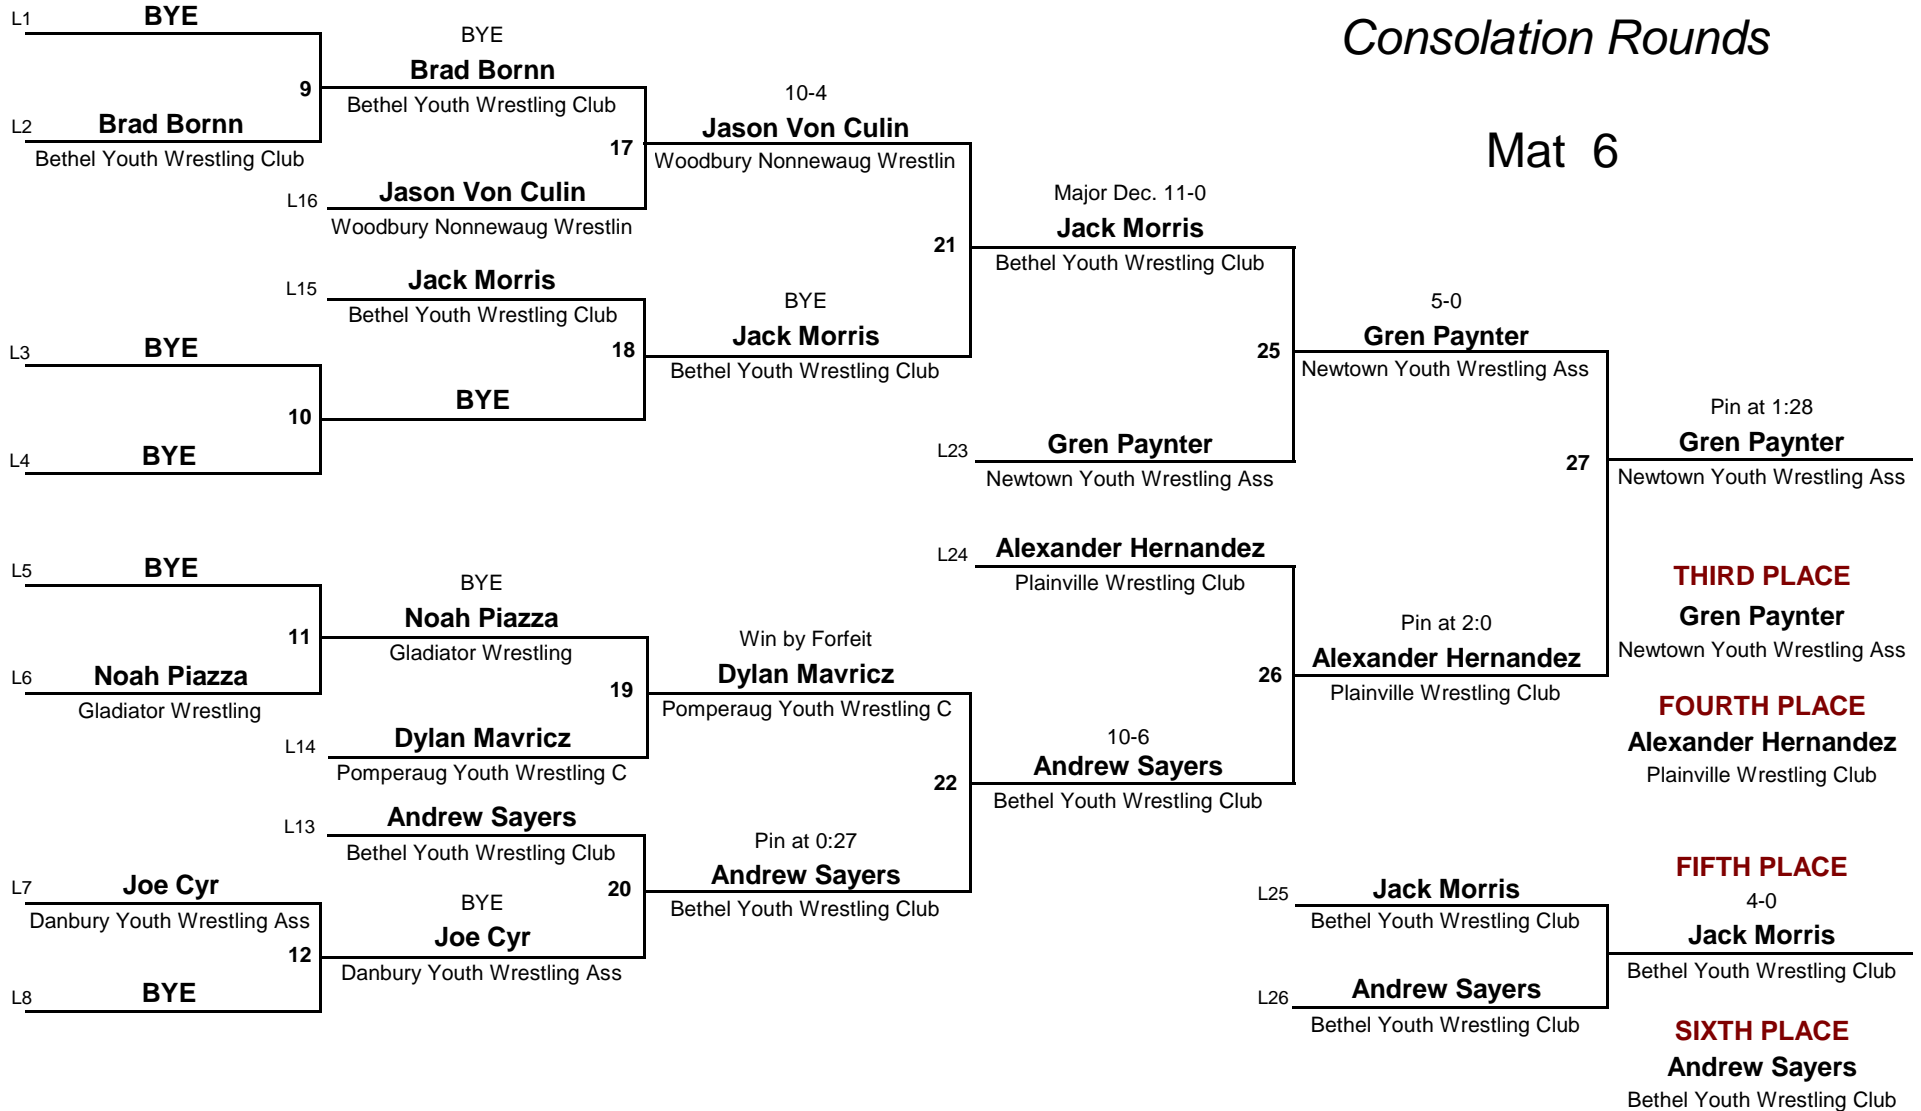 Consolation Rounds
Mat 6
L1 BYE
9
L2 Brad Bornn
Bethel Youth Wrestling Club
BYE
Brad Bornn
Bethel Youth Wrestling Club
17
L16 Jason Von Culin
Woodbury Nonnewaug Wrestlin
10-4
Jason Von Culin
Woodbury Nonnewaug Wrestlin
21
L15 Jack Morris
Bethel Youth Wrestling Club
18
L3 BYE
10
L4 BYE
BYE
BYE
Jack Morris
Bethel Youth Wrestling Club
Major Dec. 11-0
Jack Morris
Bethel Youth Wrestling Club
25
L23 Gren Paynter
Newtown Youth Wrestling Ass
5-0
Gren Paynter
Newtown Youth Wrestling Ass
27
Pin at 1:28
Gren Paynter
Newtown Youth Wrestling Ass
L5 BYE
11
L6 Noah Piazza
Gladiator Wrestling
BYE
Noah Piazza
Gladiator Wrestling
19
L14 Dylan Mavricz
Pomperaug Youth Wrestling C
Win by Forfeit
Dylan Mavricz
Pomperaug Youth Wrestling C
22
L13 Andrew Sayers
Bethel Youth Wrestling Club
20
L7 Joe Cyr
Danbury Youth Wrestling Ass
12
L8 BYE
BYE
Joe Cyr
Danbury Youth Wrestling Ass
Pin at 0:27
Andrew Sayers
Bethel Youth Wrestling Club
L24 Alexander Hernandez
Plainville Wrestling Club
26
10-6
Andrew Sayers
Bethel Youth Wrestling Club
Pin at 2:0
Alexander Hernandez
Plainville Wrestling Club
THIRD PLACE
Gren Paynter
Newtown Youth Wrestling Ass
FOURTH PLACE
Alexander Hernandez
Plainville Wrestling Club
L25 Jack Morris
Bethel Youth Wrestling Club
L26 Andrew Sayers
Bethel Youth Wrestling Club
FIFTH PLACE
4-0
Jack Morris
Bethel Youth Wrestling Club
SIXTH PLACE
Andrew Sayers
Bethel Youth Wrestling Club